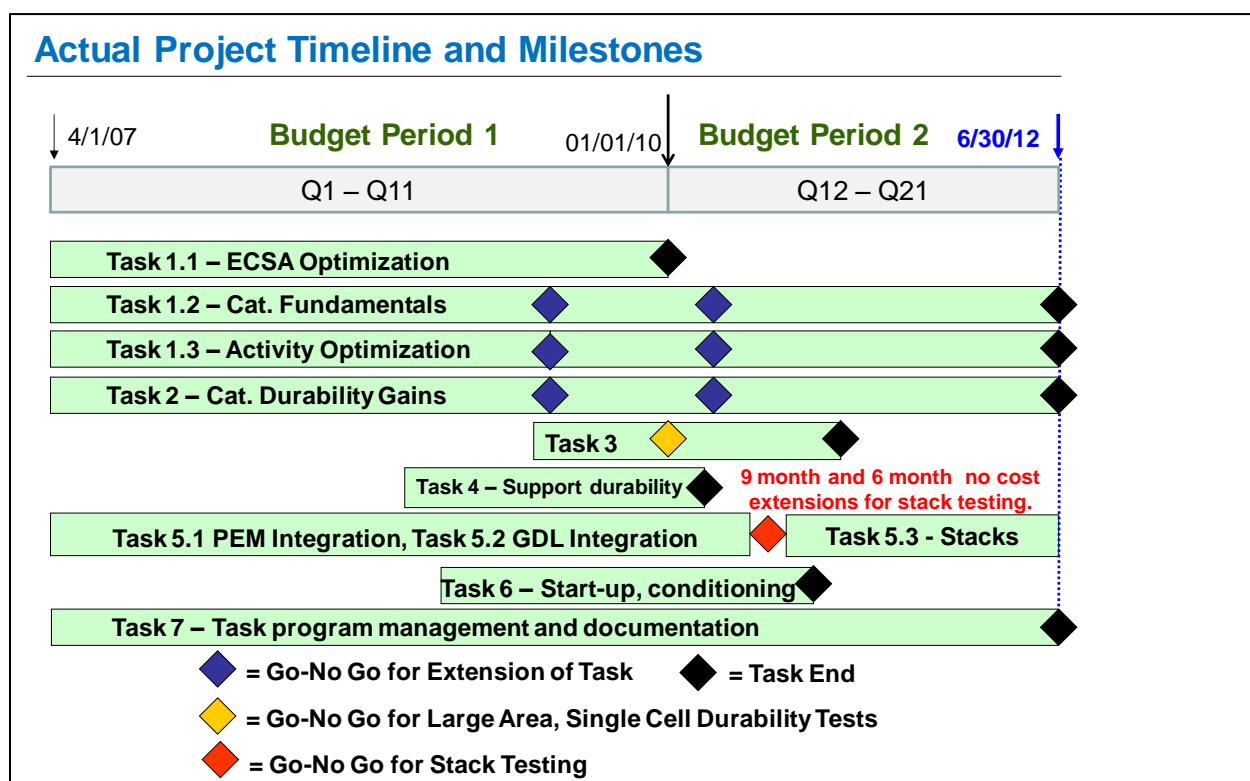 Actual Project Timeline and Milestones
4/1/07
Budget Period 1
01/01/10
Budget Period 2
6/30/12
Q1 – Q11
Q12 – Q21
Task 1.1 – ECSA Optimization
Task 1.2 – Cat. Fundamentals
Task 1.3 – Activity Optimization
Task 2 – Cat. Durability Gains
Task 3
Task 4 – Support durability
9 month and 6 month no cost
extensions for stack testing.
Task 5.1 PEM Integration, Task 5.2 GDL Integration
Task 5.3 - Stacks
Task 6 – Start-up, conditioning
Task 7 – Task program management and documentation
= Go-No Go for Extension of Task
= Task End
= Go-No Go for Large Area, Single Cell Durability Tests
= Go-No Go for Stack Testing